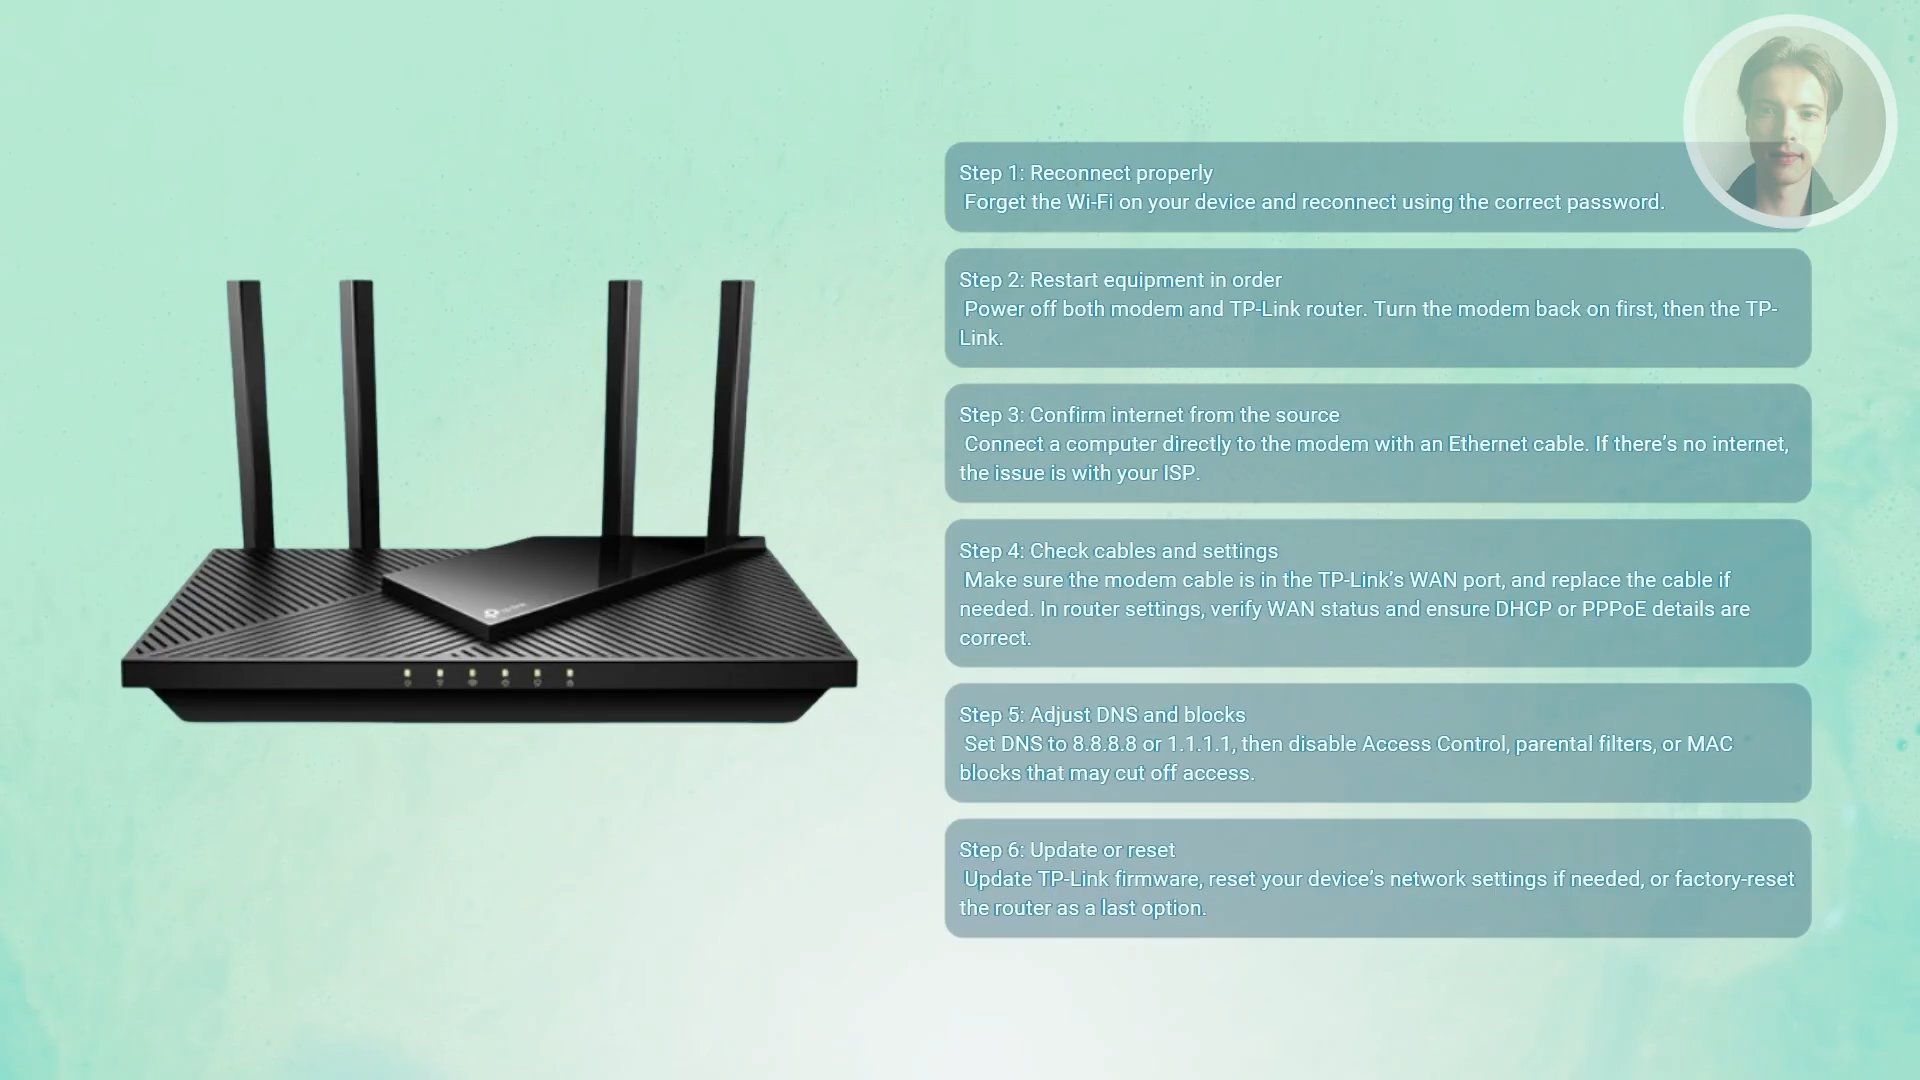 Step 1: Reconnect properly
Forget the Wi-Fi on your device and reconnect using the correct password.
Step 2: Restart equipment in order
Power off both modem and TP-Link router. Turn the modem back on first, then the TP-
Link.
Step 3: Confirm internet from the source
Connect a computer directly to the modem with an Ethernet cable. If there’s no internet,
the issue is with your ISP.
Step 4: Check cables and settings
Make sure the modem cable is in the TP-Link’s WAN port, and replace the cable if
needed. In router settings, verify WAN status and ensure DHCP or PPPoE details are
correct.
Step 5: Adjust DNS and blocks
Set DNS to 8.8.8.8 or 1.1.1.1, then disable Access Control, parental filters, or MAC
blocks that may cut off access.
Step 6: Update or reset
Update TP-Link firmware, reset your device’s network settings if needed, or factory-reset
the router as a last option.
tp-link